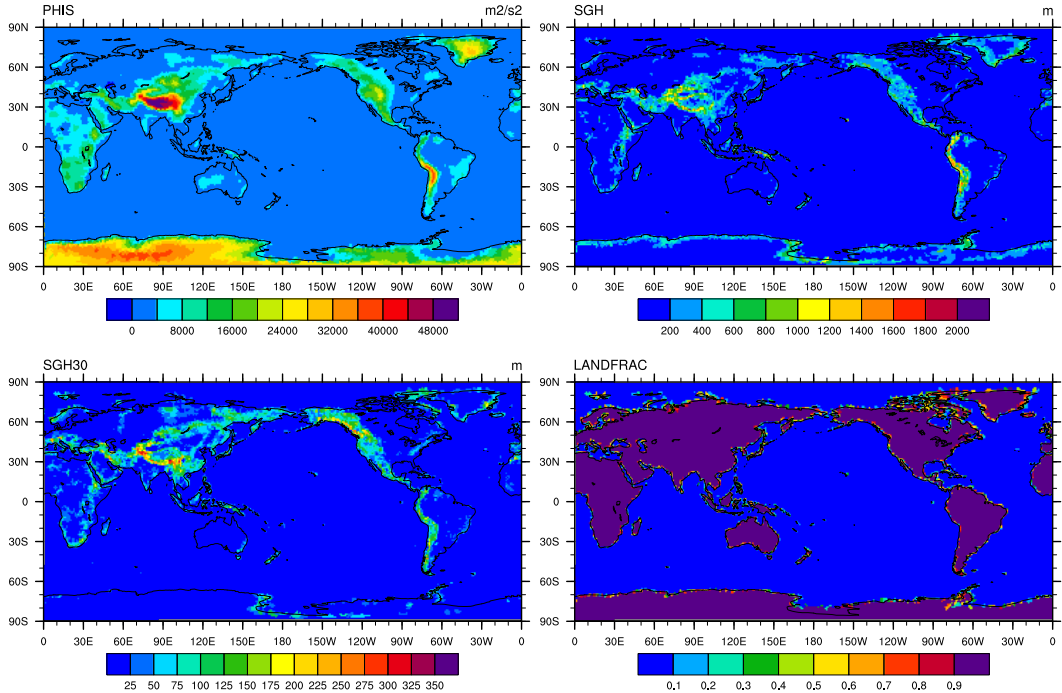 PHIS m2/s2
90N
60N
30N
0
30S
60S
90S
0 30E 60E 90E 120E 150E 180 150W 120W 90W 60W 30W 0
0 8000 16000 24000 32000 40000 48000
SGH m
90N
60N
30N
0
30S
60S
90S
0 30E 60E 90E 120E 150E 180 150W 120W 90W 60W 30W 0
200 400 600 800 1000 1200 1400 1600 1800 2000
SGH30 m
90N
60N
30N
0
30S
60S
90S
0 30E 60E 90E 120E 150E 180 150W 120W 90W 60W 30W 0
25 50 75 100 125 150 175 200 225 250 275 300 325 350
LANDFRAC
90N
60N
30N
0
30S
60S
90S
0 30E 60E 90E 120E 150E 180 150W 120W 90W 60W 30W 0
0.1 0.2 0.3 0.4 0.5 0.6 0.7 0.8 0.9